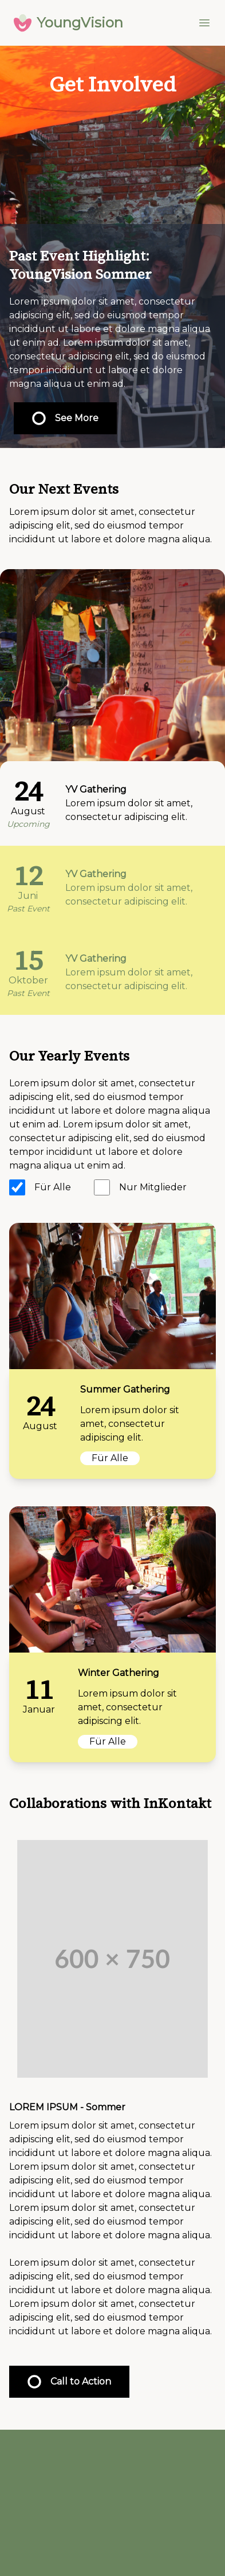 YoungVision
Get Involved
Past Event Highlight:
YoungVision Sommer
Lorem ipsum dolor sit amet, consectetur
adipiscing elit, sed do eiusmod tempor
incididunt ut labore et dolore magna aliqua
ut enim ad. Lorem ipsum dolor sit amet,
consectetur adipiscing elit, sed do eiusmod
tempor incididunt ut labore et dolore
magna aliqua ut enim ad.
See More
Our Next Events
Lorem ipsum dolor sit amet, consectetur
adipiscing elit, sed do eiusmod tempor
incididunt ut labore et dolore magna aliqua.
24
August
Upcoming
YV Gathering
Lorem ipsum dolor sit amet,
consectetur adipiscing elit.
12
Juni
Past Event
YV Gathering
Lorem ipsum dolor sit amet,
consectetur adipiscing elit.
15
Oktober
Past Event
YV Gathering
Lorem ipsum dolor sit amet,
consectetur adipiscing elit.
Our Yearly Events
Lorem ipsum dolor sit amet, consectetur
adipiscing elit, sed do eiusmod tempor
incididunt ut labore et dolore magna aliqua
ut enim ad. Lorem ipsum dolor sit amet,
consectetur adipiscing elit, sed do eiusmod
tempor incididunt ut labore et dolore
magna aliqua ut enim ad.
Für Alle Nur Mitglieder
24
August
Summer Gathering
Lorem ipsum dolor sit
amet, consectetur
adipiscing elit.
Für Alle
11
Januar
Winter Gathering
Lorem ipsum dolor sit
amet, consectetur
adipiscing elit.
Für Alle
Collaborations with InKontakt
600 × 750
LOREM IPSUM - Sommer
Lorem ipsum dolor sit amet, consectetur
adipiscing elit, sed do eiusmod tempor
incididunt ut labore et dolore magna aliqua.
Lorem ipsum dolor sit amet, consectetur
adipiscing elit, sed do eiusmod tempor
incididunt ut labore et dolore magna aliqua.
Lorem ipsum dolor sit amet, consectetur
adipiscing elit, sed do eiusmod tempor
incididunt ut labore et dolore magna aliqua.
Lorem ipsum dolor sit amet, consectetur
adipiscing elit, sed do eiusmod tempor
incididunt ut labore et dolore magna aliqua.
Lorem ipsum dolor sit amet, consectetur
adipiscing elit, sed do eiusmod tempor
incididunt ut labore et dolore magna aliqua.
Call to Action